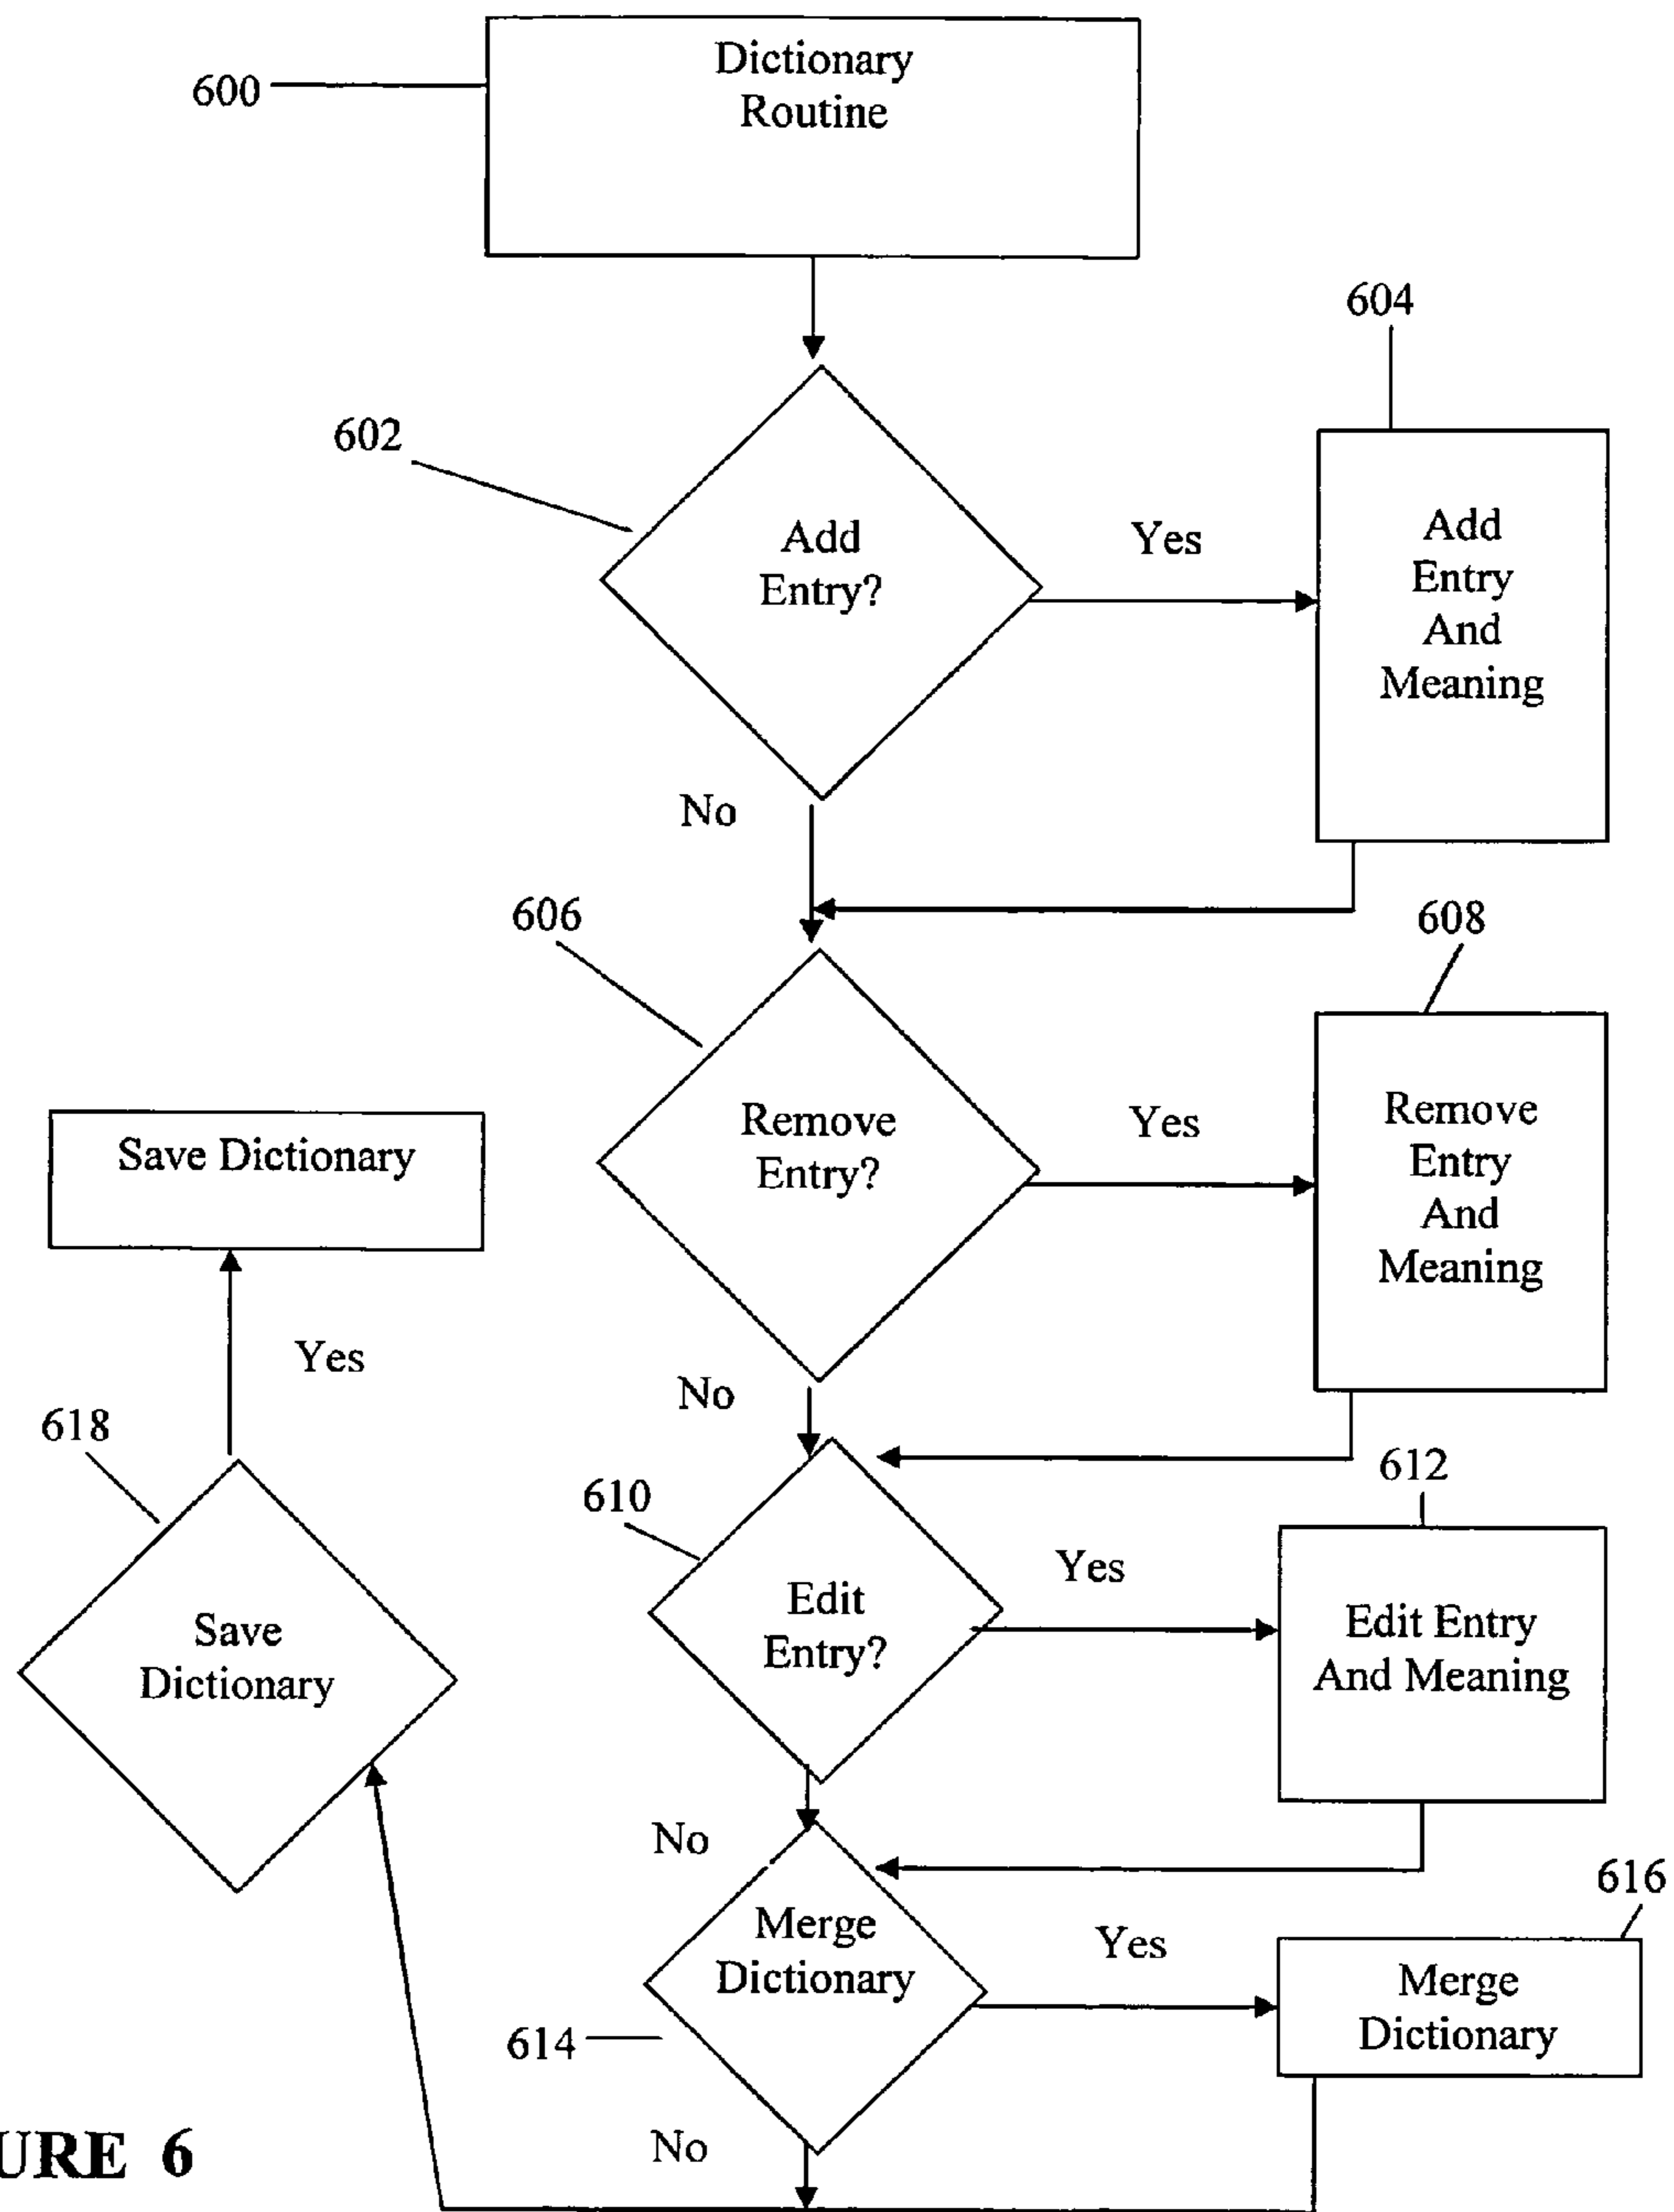 Dictionary
Routine
600
604
602
Add
Entry?
Yes
Add
Entry
And
Meaning
No
606
608
Remove
Entry?
Yes
Remove
Entry
And
Meaning
Save Dictionary
Yes
No
618
610
612
Save
Dictionary
Edit
Entry?
Yes
Edit Entry
And Meaning
No
616
Merge
Dictionary
Yes
Merge
Dictionary
614
No
URE 6